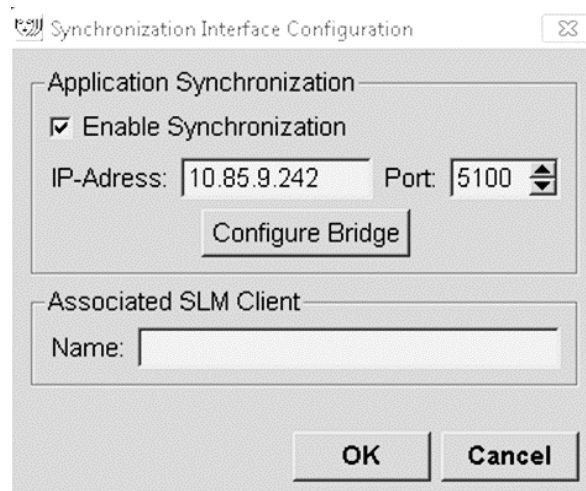 Synchronization Interface Configuration
Application Synchronization
Enable Synchronization
IP-Adress: 10.85.9.242 Port: 5100
Configure Bridge
Associated SLM Client
Name:
OK Cancel